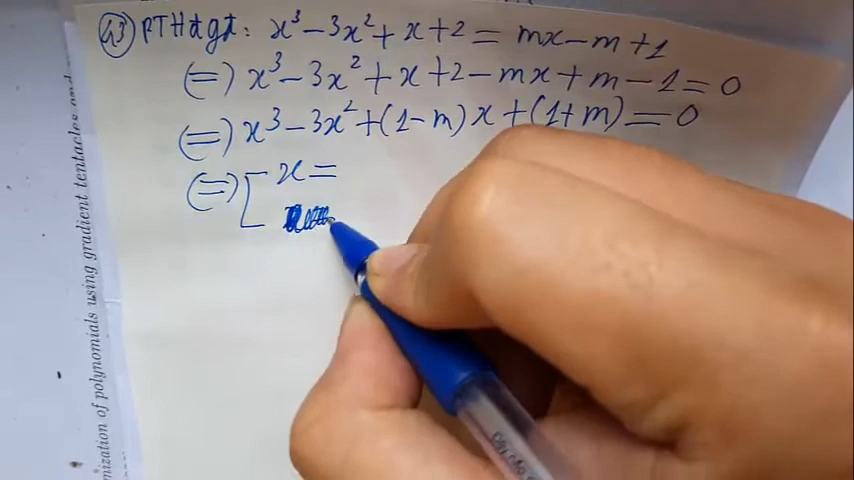 43 PTHđgđ: x³ - 3x² + x + 2 = mx - m + 1
(=) x³ - 3x² + x + 2 - mx + m - 1 = 0
(=) x³ - 3x² + (1 - m)x + (1 + m) = 0
(=) [ x =
mization of polynomials using gradient tentacles and